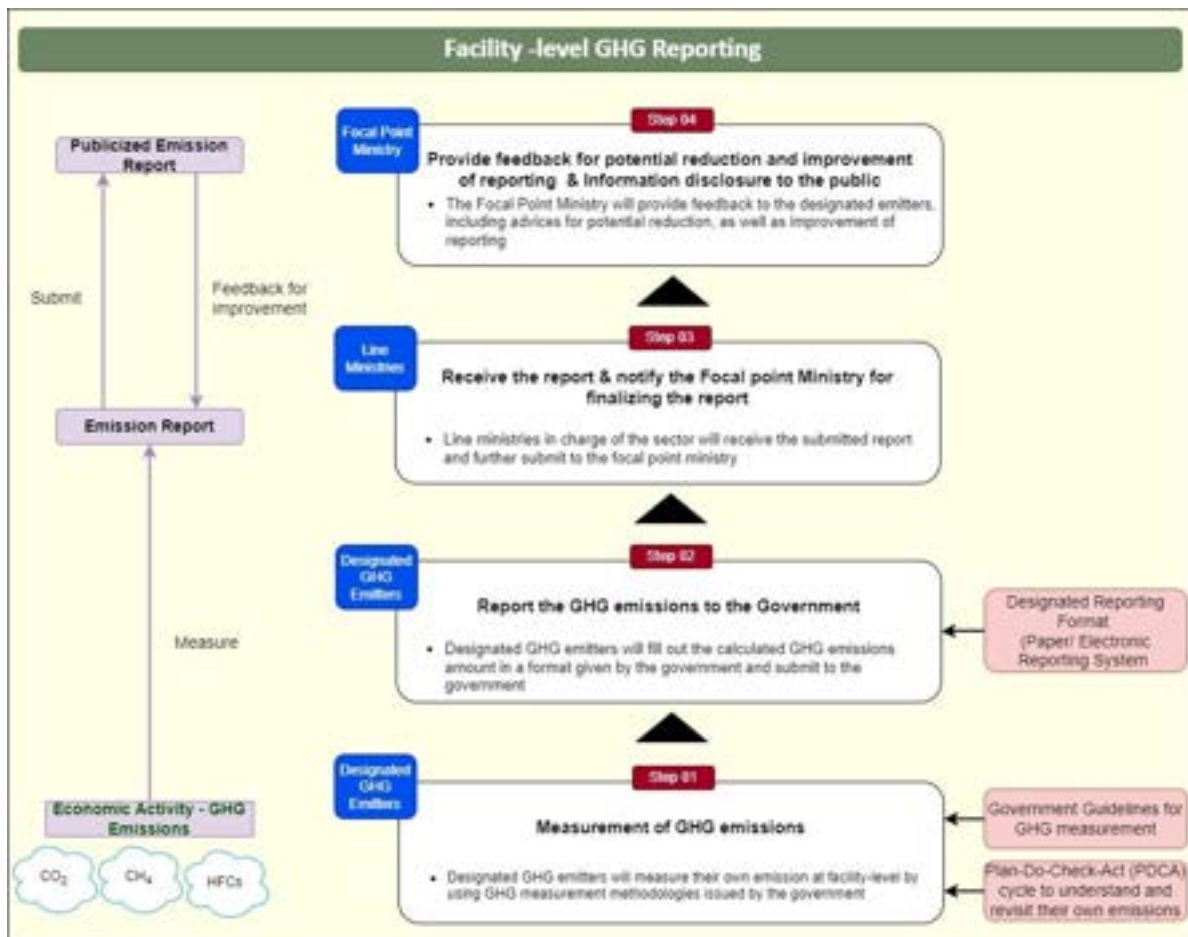 Facility -level GHG Reporting
Publicized Emission
Report
Submit
Feedback for
improvement
Emission Report
Measure
Economic Activity - GHG
Emissions
CO₂
CH₄
HFCs
Focal Point
Ministry
Step 04
Provide feedback for potential reduction and improvement
of reporting & Information disclosure to the public
• The Focal Point Ministry will provide feedback to the designated emitters,
including advices for potential reduction, as well as improvement of
reporting
Line
Ministries
Step 03
Receive the report & notify the Focal point Ministry for
finalizing the report
• Line ministries in charge of the sector will receive the submitted report
and further submit to the focal point ministry
Designated
GHG
Emitters
Step 02
Report the GHG emissions to the Government
• Designated GHG emitters will fill out the calculated GHG emissions
amount in a format given by the government and submit to the
government
Designated Reporting
Format
(Paper/ Electronic
Reporting System
Designated
GHG
Emitters
Step 01
Measurement of GHG emissions
• Designated GHG emitters will measure their own emission at facility-level by
using GHG measurement methodologies issued by the government
Government Guidelines for
GHG measurement
Plan-Do-Check-Act (PDCA)
cycle to understand and
revisit their own emissions